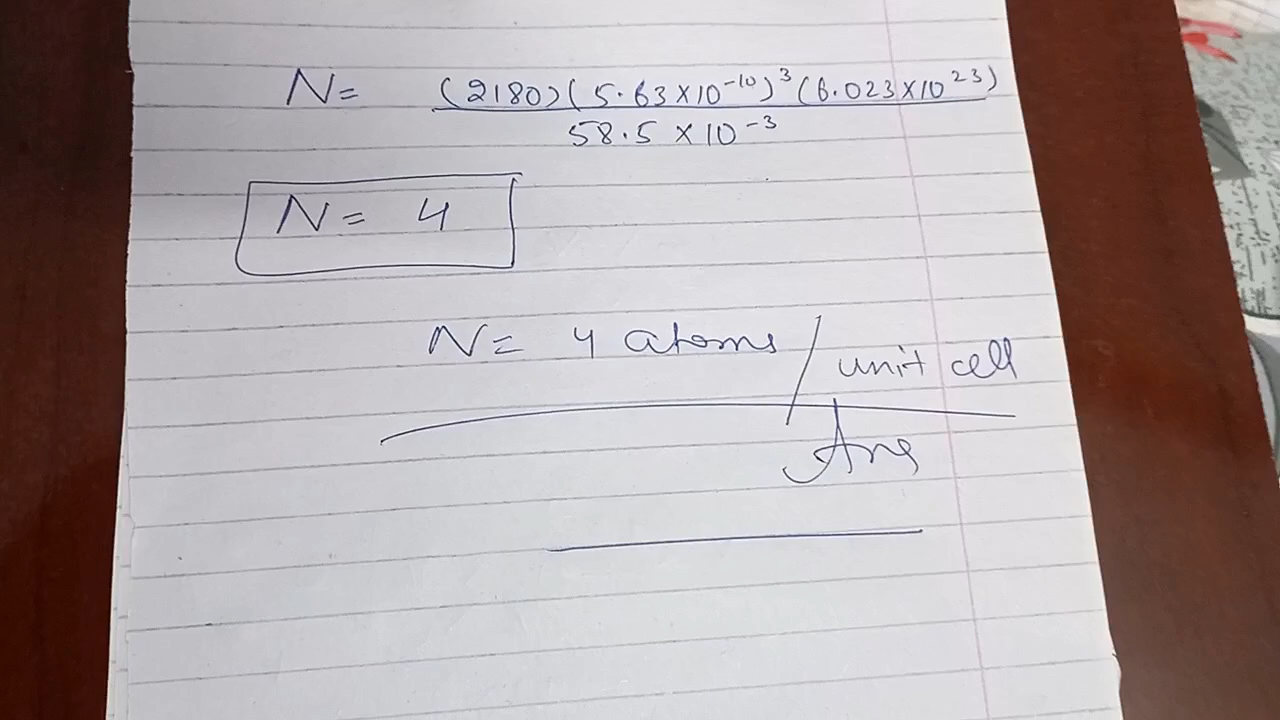 N= (2180)(5.63×10⁻¹⁰)³(6.023×10²³)
58.5 × 10⁻³
N= 4
N= 4 atoms / unit cell
Ans